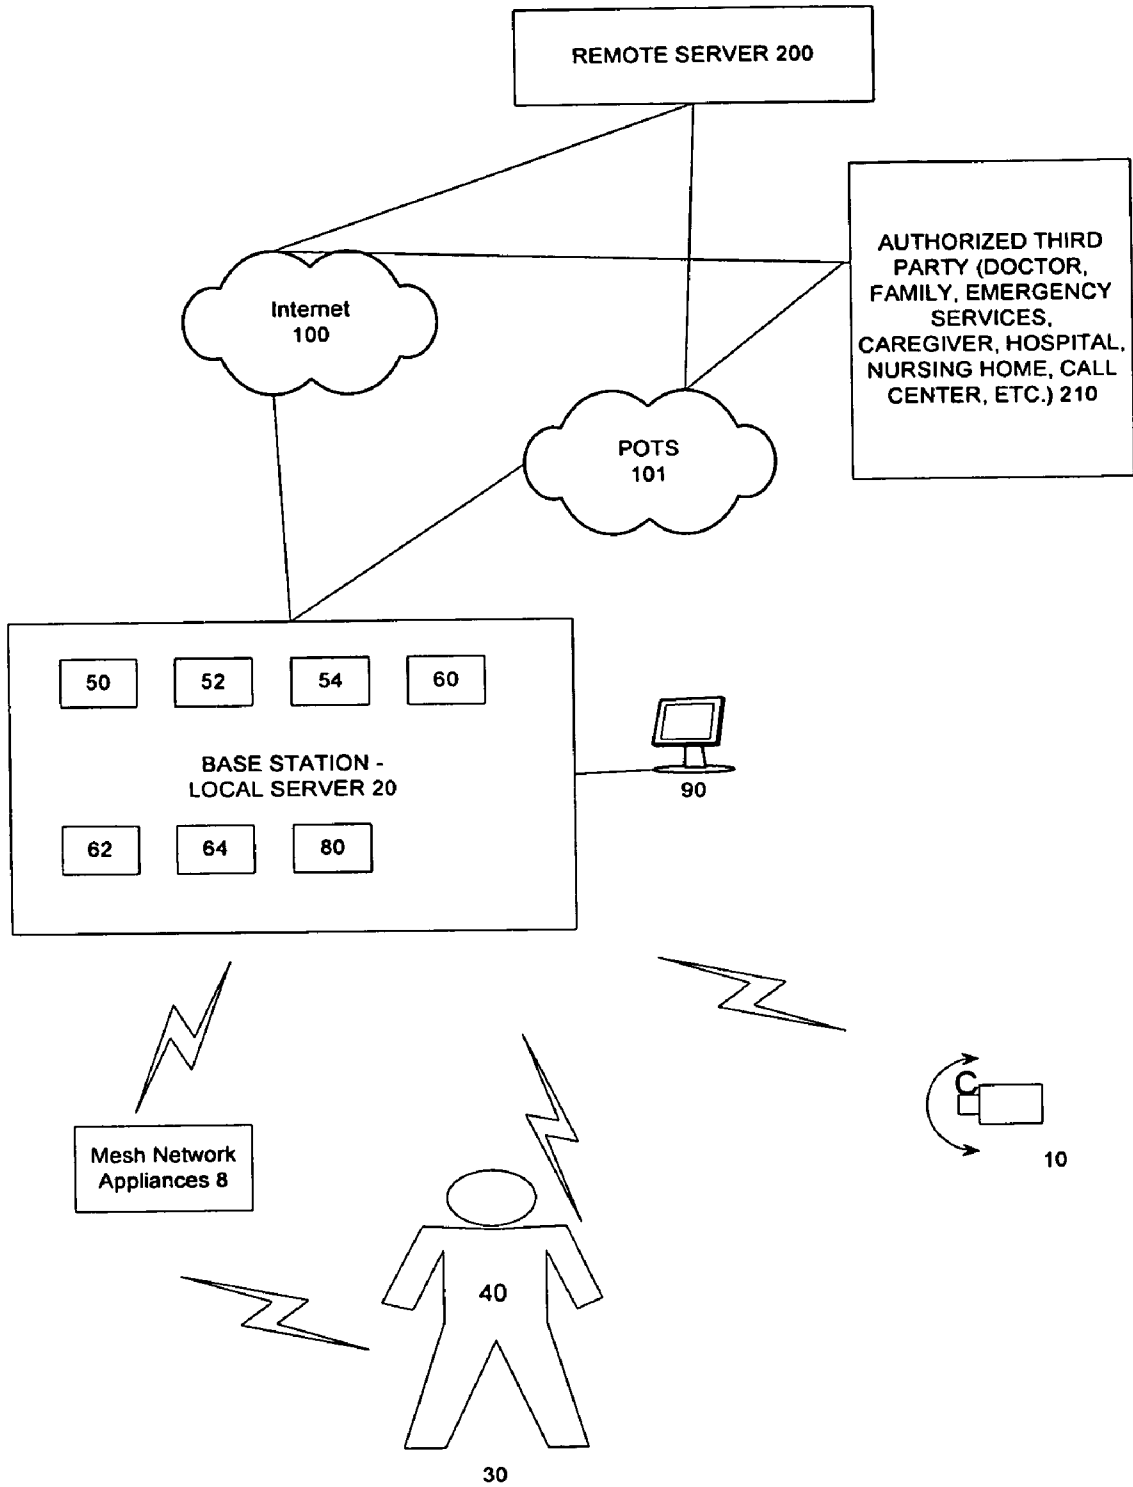 REMOTE SERVER 200
AUTHORIZED THIRD
PARTY (DOCTOR,
FAMILY, EMERGENCY
SERVICES,
CAREGIVER, HOSPITAL,
NURSING HOME, CALL
CENTER, ETC.) 210
Internet
100
POTS
101
50
52
54
60
BASE STATION -
LOCAL SERVER 20
90
62
64
80
C
10
Mesh Network
Appliances 8
40
30